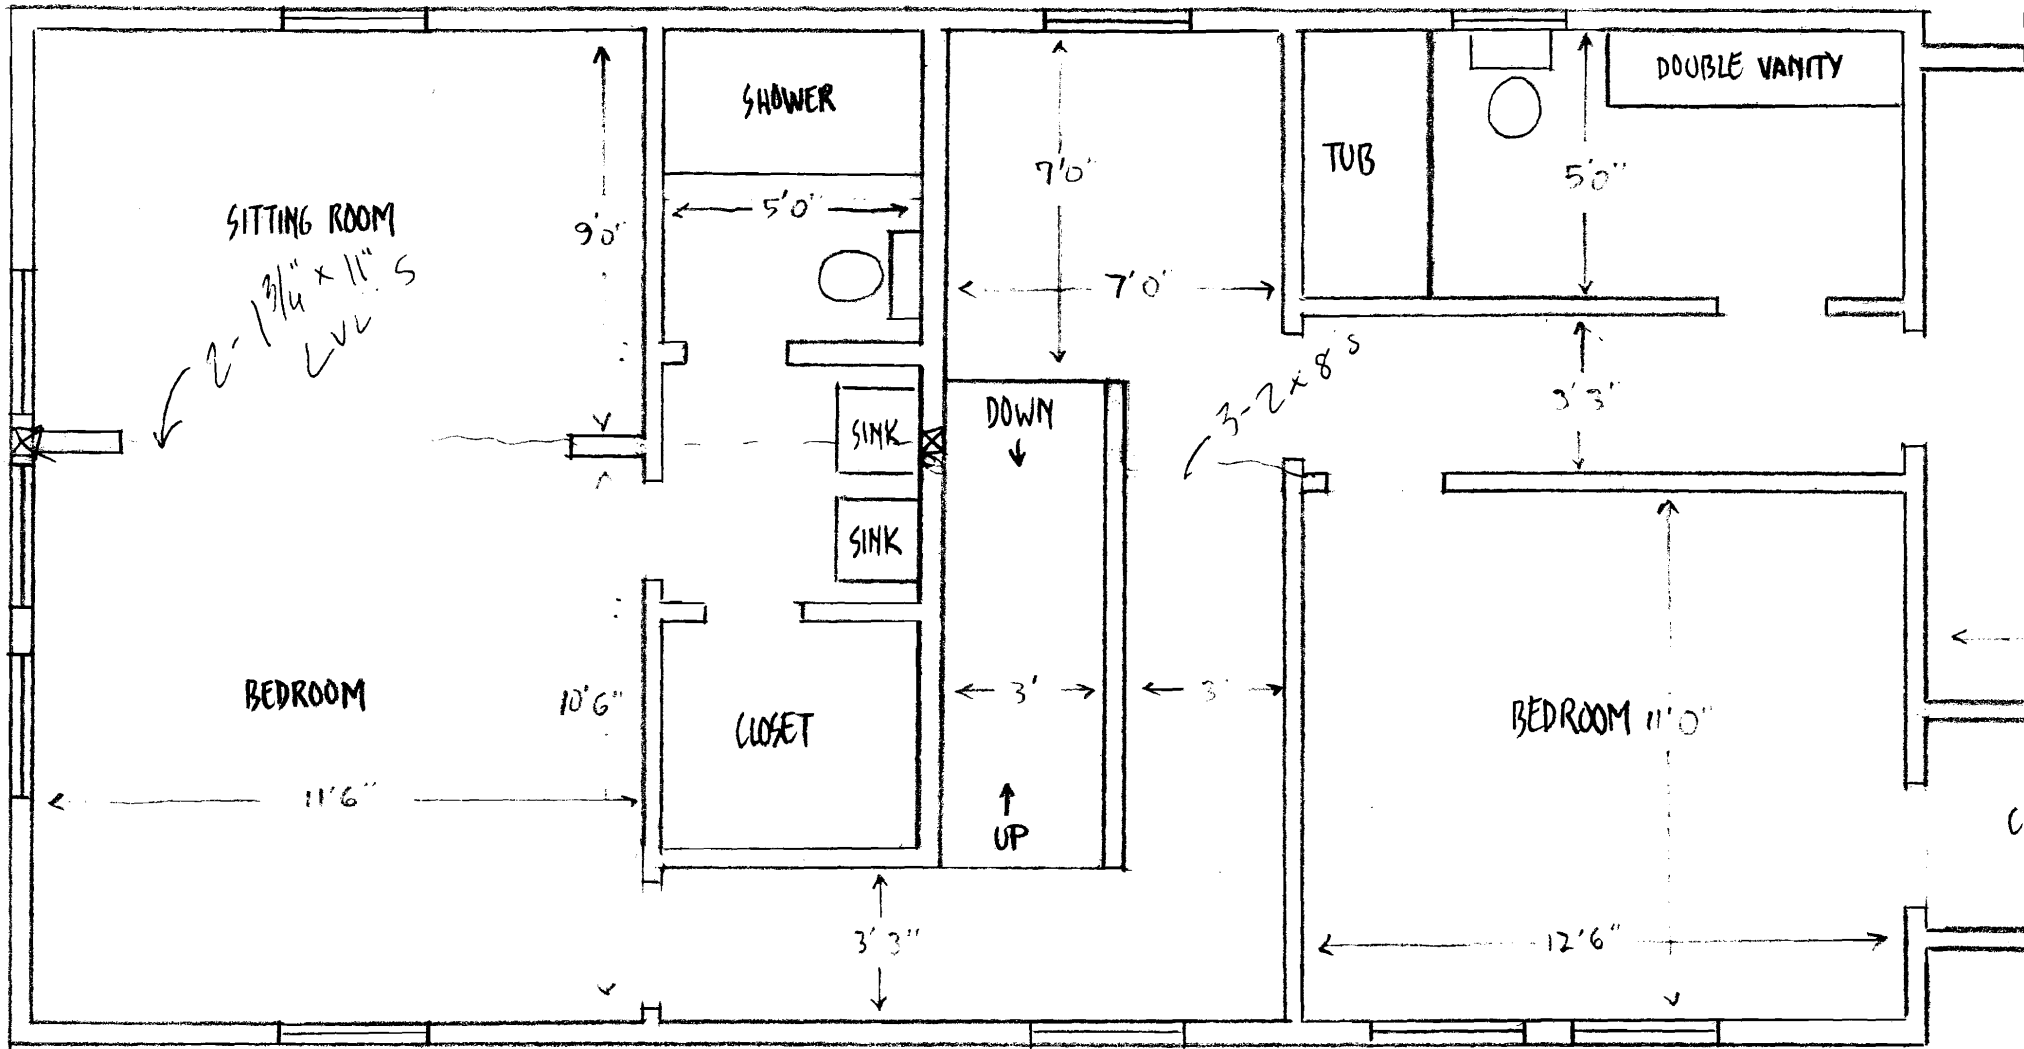 SHOWER
DOUBLE VANITY
TUB
7'0"
5'0"
5'0"
SITTING ROOM
9'0"
2- 1 3/4" x 11" S
LVL
7'0"
3-2x8 S
3'3"
DOWN
SINK
SINK
BEDROOM
10'6"
3'
3'
CLOSET
BEDROOM 11'0"
11'6"
UP
3'3"
12'6"
C